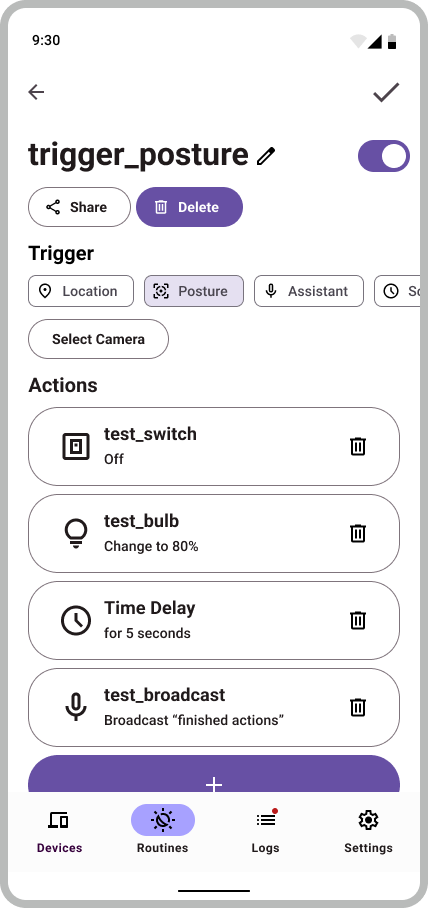 9:30
trigger_posture
Share
Delete
Trigger
Location
Posture
Assistant
Select Camera
Actions
test_switch
Off
test_bulb
Change to 80%
Time Delay
for 5 seconds
test_broadcast
Broadcast “finished actions”
Devices
Routines
Logs
Settings